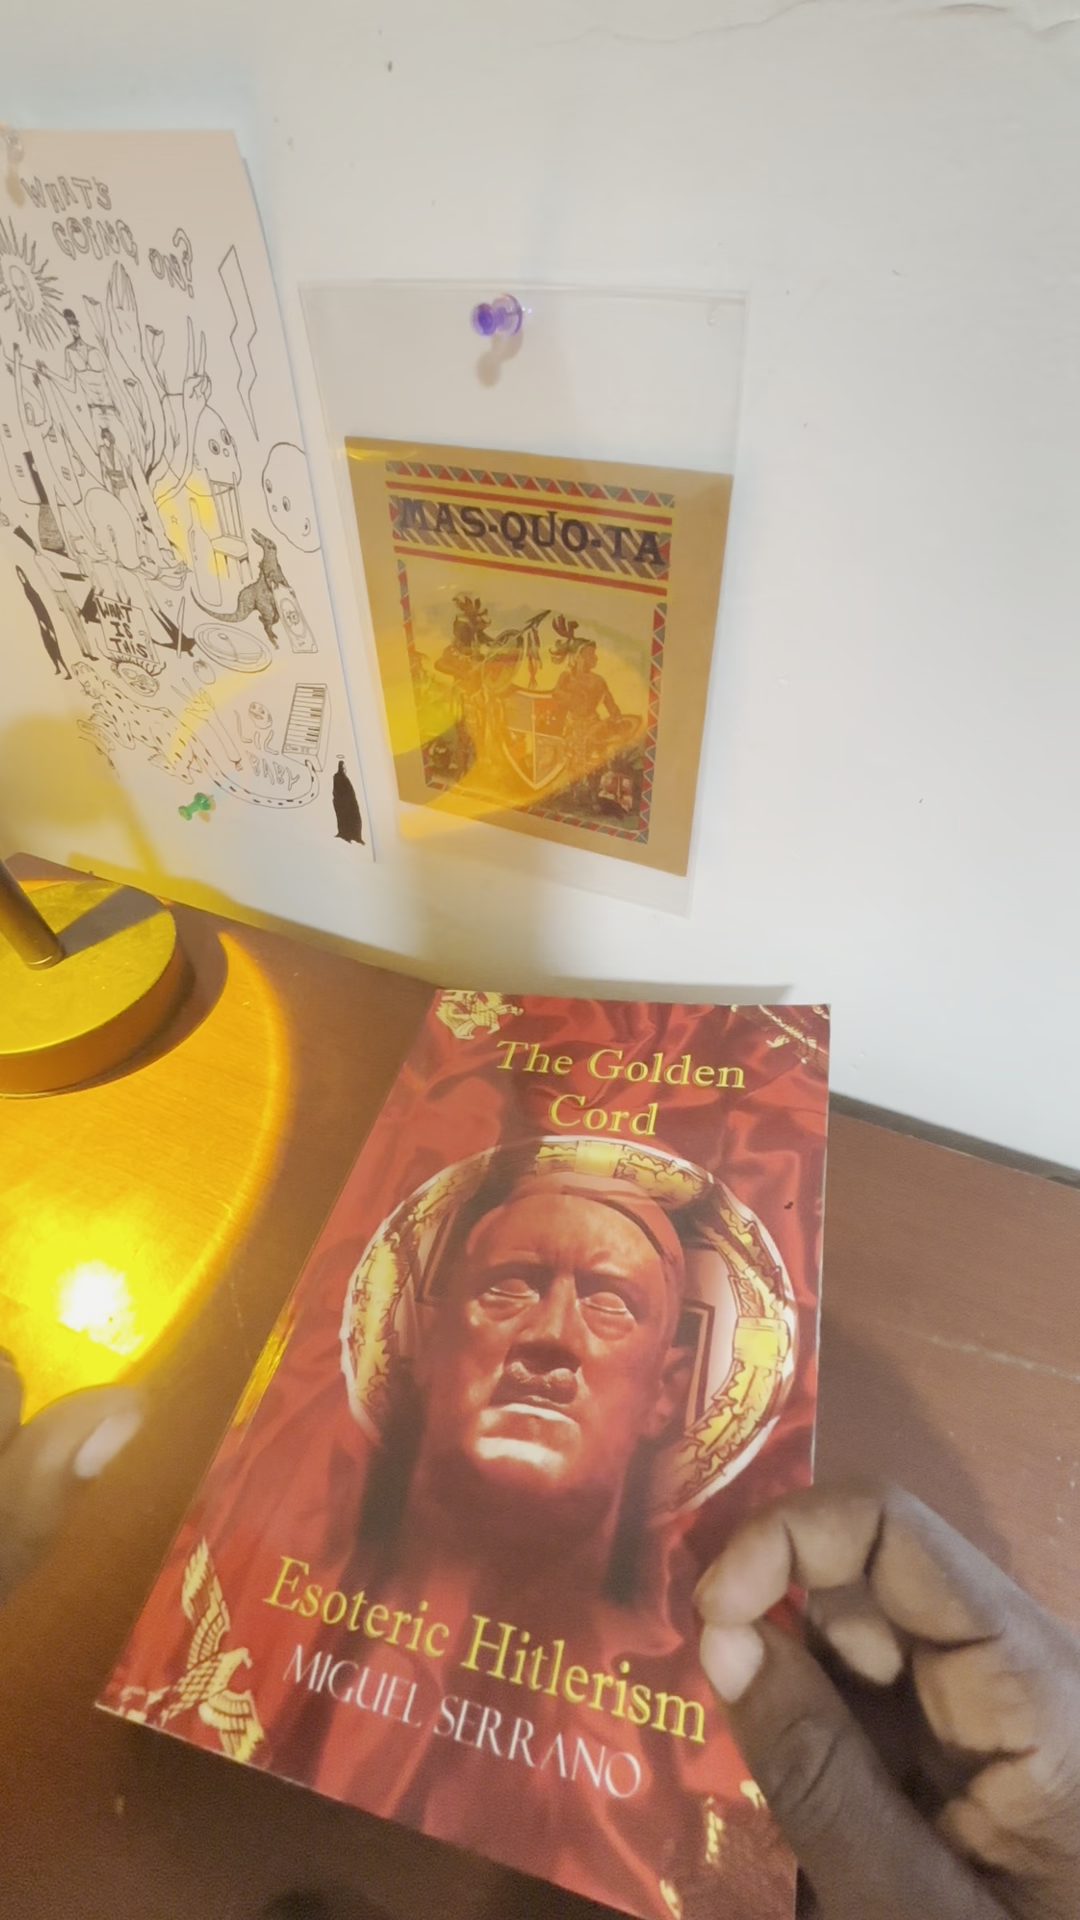 WHAT'S
GOING ON?
WHAT
IS
THIS
LIL
BABY
MAS-QUO-TA
The Golden
Cord
Esoteric Hitlerism
MIGUEL SERRANO